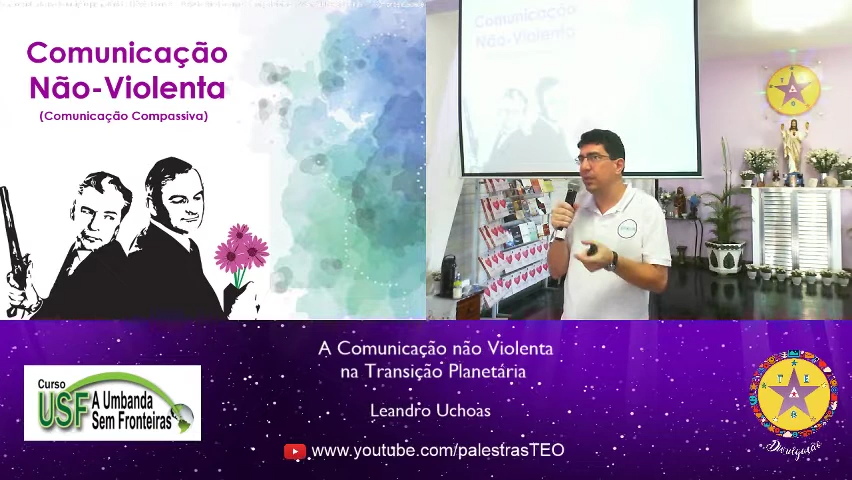 Comunicação
Não-Violenta
(Comunicação Compassiva)
Comunicação
Não-Violenta
A Comunicação não Violenta
na Transição Planetária
Leandro Uchoas
www.youtube.com/palestrasTEO
Curso
USF A Umbanda
Sem Fronteiras
Divulgação